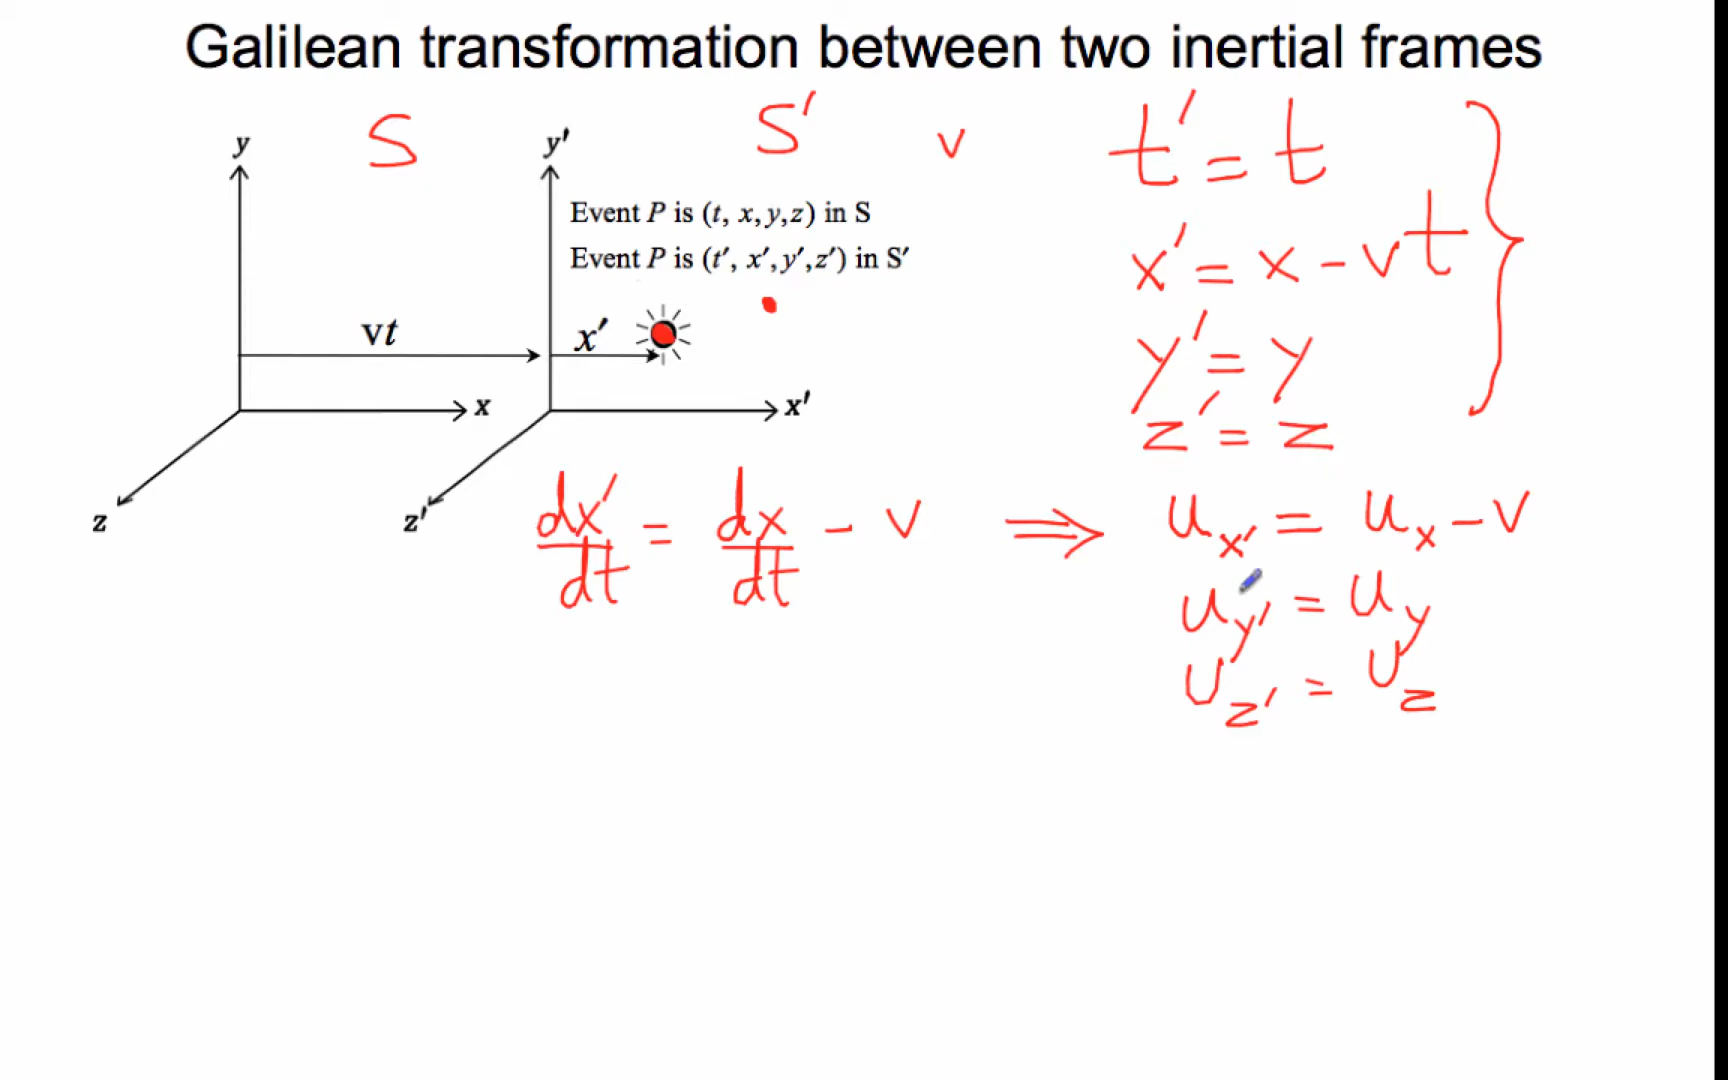 Galilean transformation between two inertial frames
S
S′
v
y
y′
Event P is (t, x,y,z) in S
Event P is (t′, x′,y′,z′) in S′
vt
x′
x
x′
z
z′
t′ = t
x′ = x - vt
y′ = y
z′ = z
dx′/dt = dx/dt - v ⇒ u_x′ = u_x - v
u_y′ = u_y
u_z′ = u_z